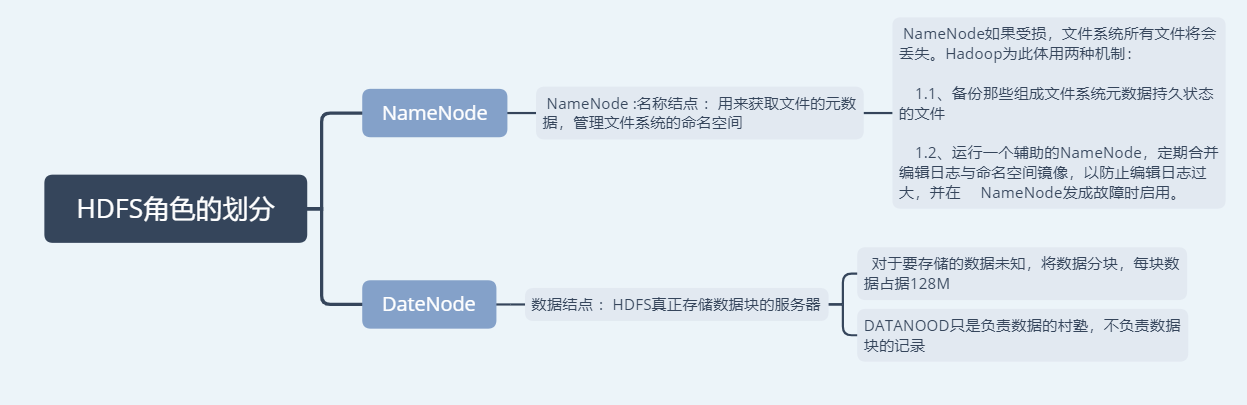 HDFS角色的划分
NameNode
NameNode :名称结点 ： 用来获取文件的元数
据，管理文件系统的命名空间
NameNode如果受损，文件系统所有文件将会
丢失。Hadoop为此体用两种机制：
1.1、备份那些组成文件系统元数据持久状态
的文件
1.2、运行一个辅助的NameNode，定期合并
编辑日志与命名空间镜像，以防止编辑日志过
大，并在 NameNode发成故障时启用。
DateNode
数据结点 ： HDFS真正存储数据块的服务器
对于要存储的数据未知，将数据分块，每块数
据占据128M
DATANOOD只是负责数据的村塾，不负责数据
块的记录